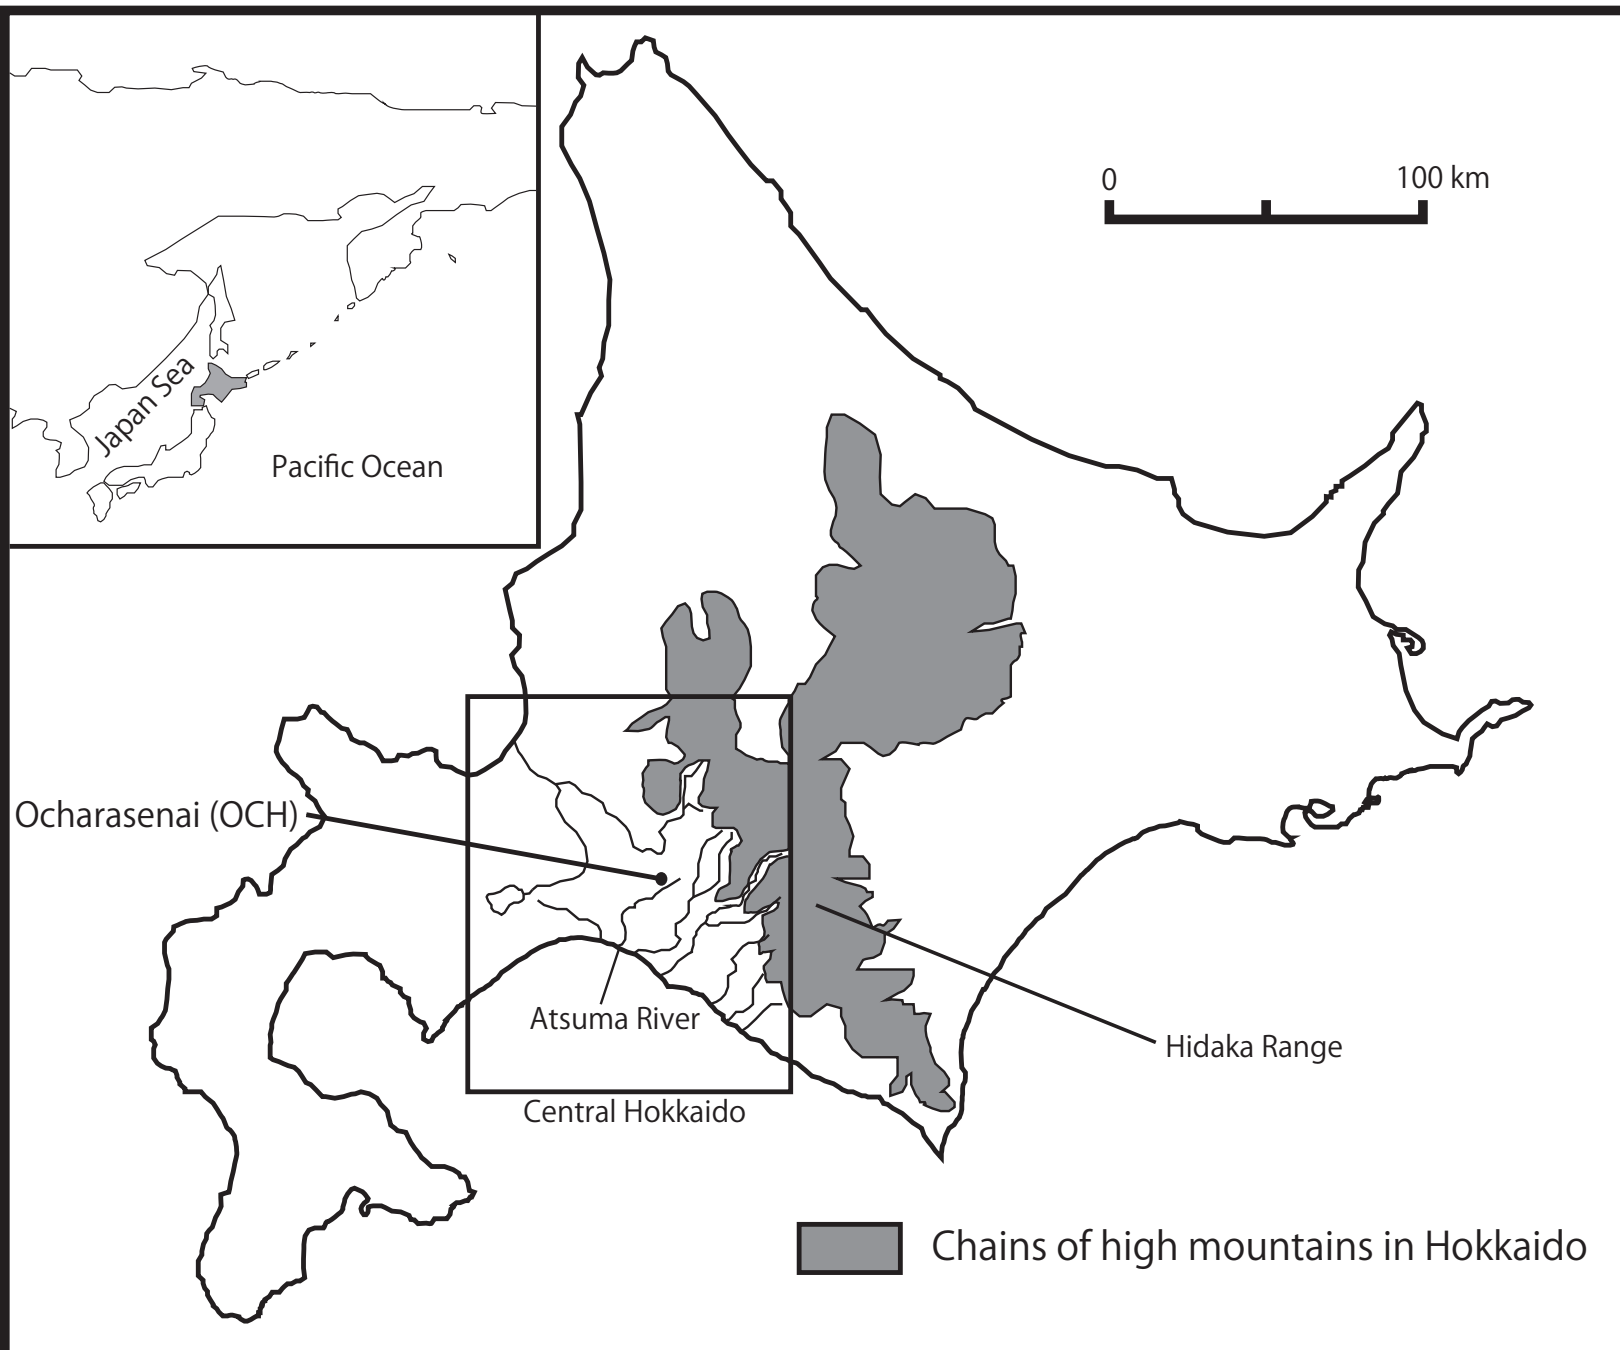 0
100 km
Japan Sea
Pacific Ocean
Ocharasenai (OCH)
Atsuma River
Hidaka Range
Central Hokkaido
Chains of high mountains in Hokkaido